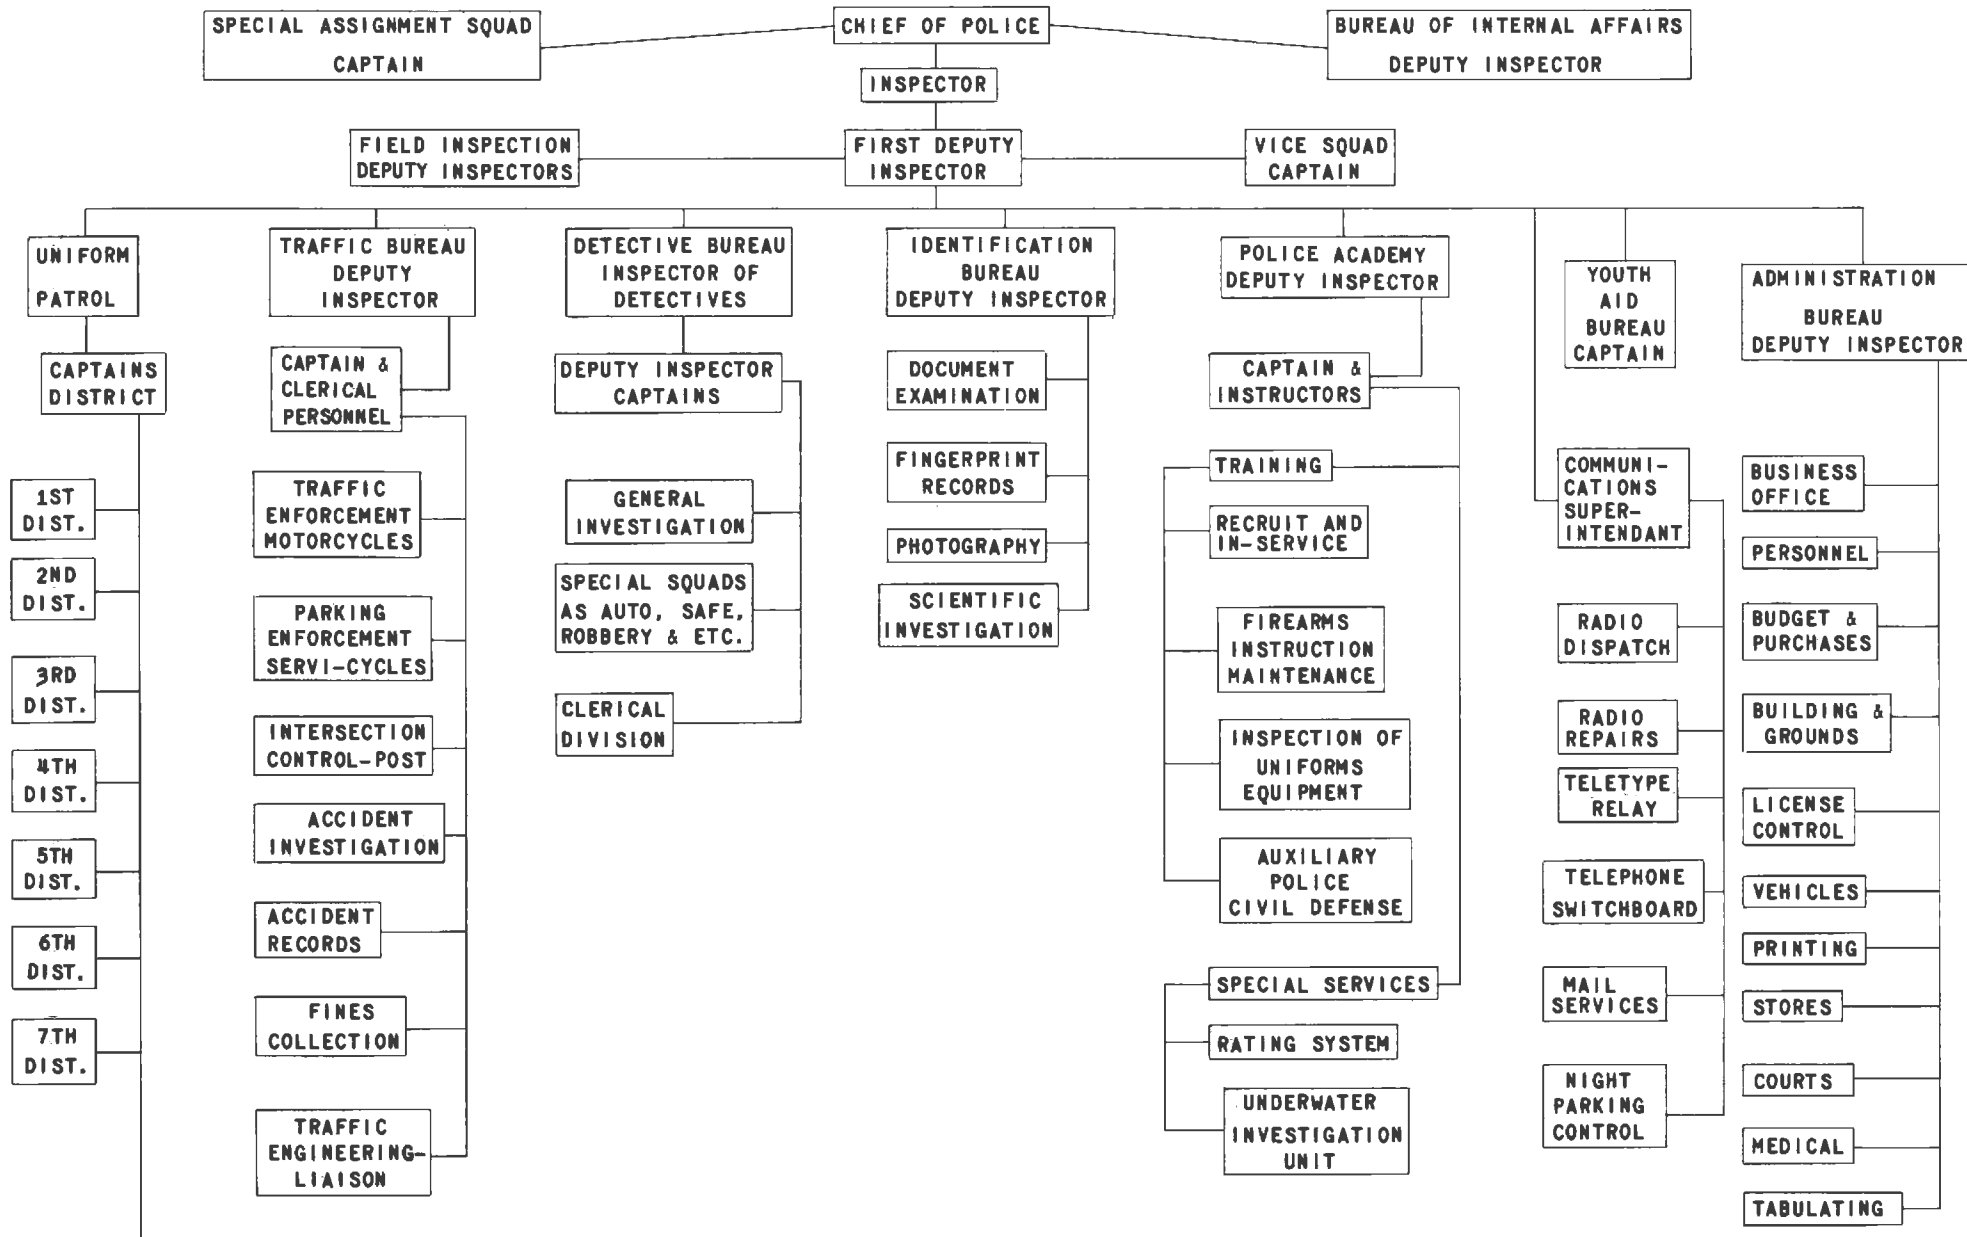 SPECIAL ASSIGNMENT SQUAD
CAPTAIN
CHIEF OF POLICE
BUREAU OF INTERNAL AFFAIRS
DEPUTY INSPECTOR
INSPECTOR
FIELD INSPECTION
DEPUTY INSPECTORS
FIRST DEPUTY
INSPECTOR
VICE SQUAD
CAPTAIN
UNIFORM
PATROL
CAPTAINS
DISTRICT
1ST
DIST.
2ND
DIST.
3RD
DIST.
4TH
DIST.
5TH
DIST.
6TH
DIST.
7TH
DIST.
TRAFFIC BUREAU
DEPUTY
INSPECTOR
CAPTAIN &
CLERICAL
PERSONNEL
TRAFFIC
ENFORCEMENT
MOTORCYCLES
PARKING
ENFORCEMENT
SERVI-CYCLES
INTERSECTION
CONTROL-POST
ACCIDENT
INVESTIGATION
ACCIDENT
RECORDS
FINES
COLLECTION
TRAFFIC
ENGINEERING-
LIAISON
DETECTIVE BUREAU
INSPECTOR OF
DETECTIVES
DEPUTY INSPECTOR
CAPTAINS
GENERAL
INVESTIGATION
SPECIAL SQUADS
AS AUTO, SAFE,
ROBBERY & ETC.
CLERICAL
DIVISION
IDENTIFICATION
BUREAU
DEPUTY INSPECTOR
DOCUMENT
EXAMINATION
FINGERPRINT
RECORDS
PHOTOGRAPHY
SCIENTIFIC
INVESTIGATION
POLICE ACADEMY
DEPUTY INSPECTOR
CAPTAIN &
INSTRUCTORS
TRAINING
RECRUIT AND
IN-SERVICE
FIREARMS
INSTRUCTION
MAINTENANCE
INSPECTION OF
UNIFORMS
EQUIPMENT
AUXILIARY
POLICE
CIVIL DEFENSE
SPECIAL SERVICES
RATING SYSTEM
UNDERWATER
INVESTIGATION
UNIT
YOUTH
AID
BUREAU
CAPTAIN
COMMUNI-
CATIONS
SUPER-
INTENDANT
RADIO
DISPATCH
RADIO
REPAIRS
TELETYPE
RELAY
TELEPHONE
SWITCHBOARD
MAIL
SERVICES
NIGHT
PARKING
CONTROL
ADMINISTRATION
BUREAU
DEPUTY INSPECTOR
BUSINESS
OFFICE
PERSONNEL
BUDGET &
PURCHASES
BUILDING &
GROUNDS
LICENSE
CONTROL
VEHICLES
PRINTING
STORES
COURTS
MEDICAL
TABULATING